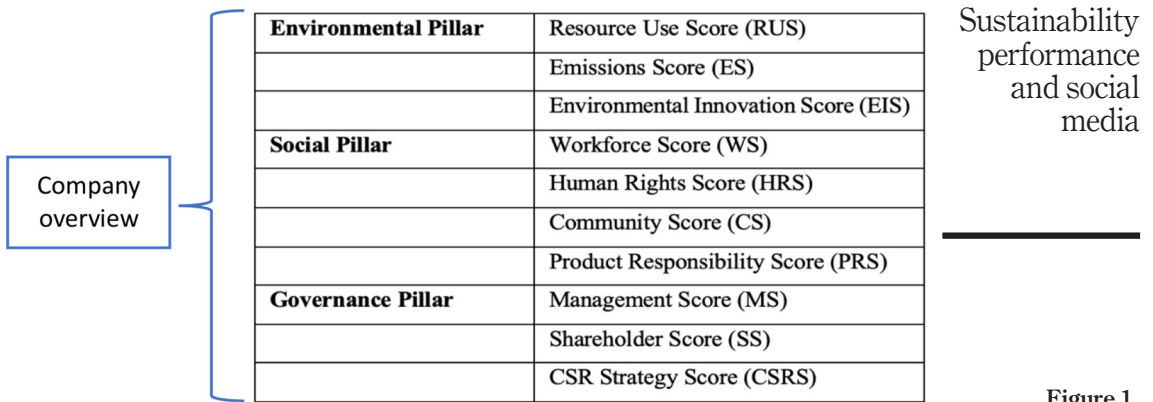 Company
overview
Environmental Pillar Resource Use Score (RUS)
Emissions Score (ES)
Environmental Innovation Score (EIS)
Social Pillar Workforce Score (WS)
Human Rights Score (HRS)
Community Score (CS)
Product Responsibility Score (PRS)
Governance Pillar Management Score (MS)
Shareholder Score (SS)
CSR Strategy Score (CSRS)
Sustainability
performance
and social
media
Figure 1.